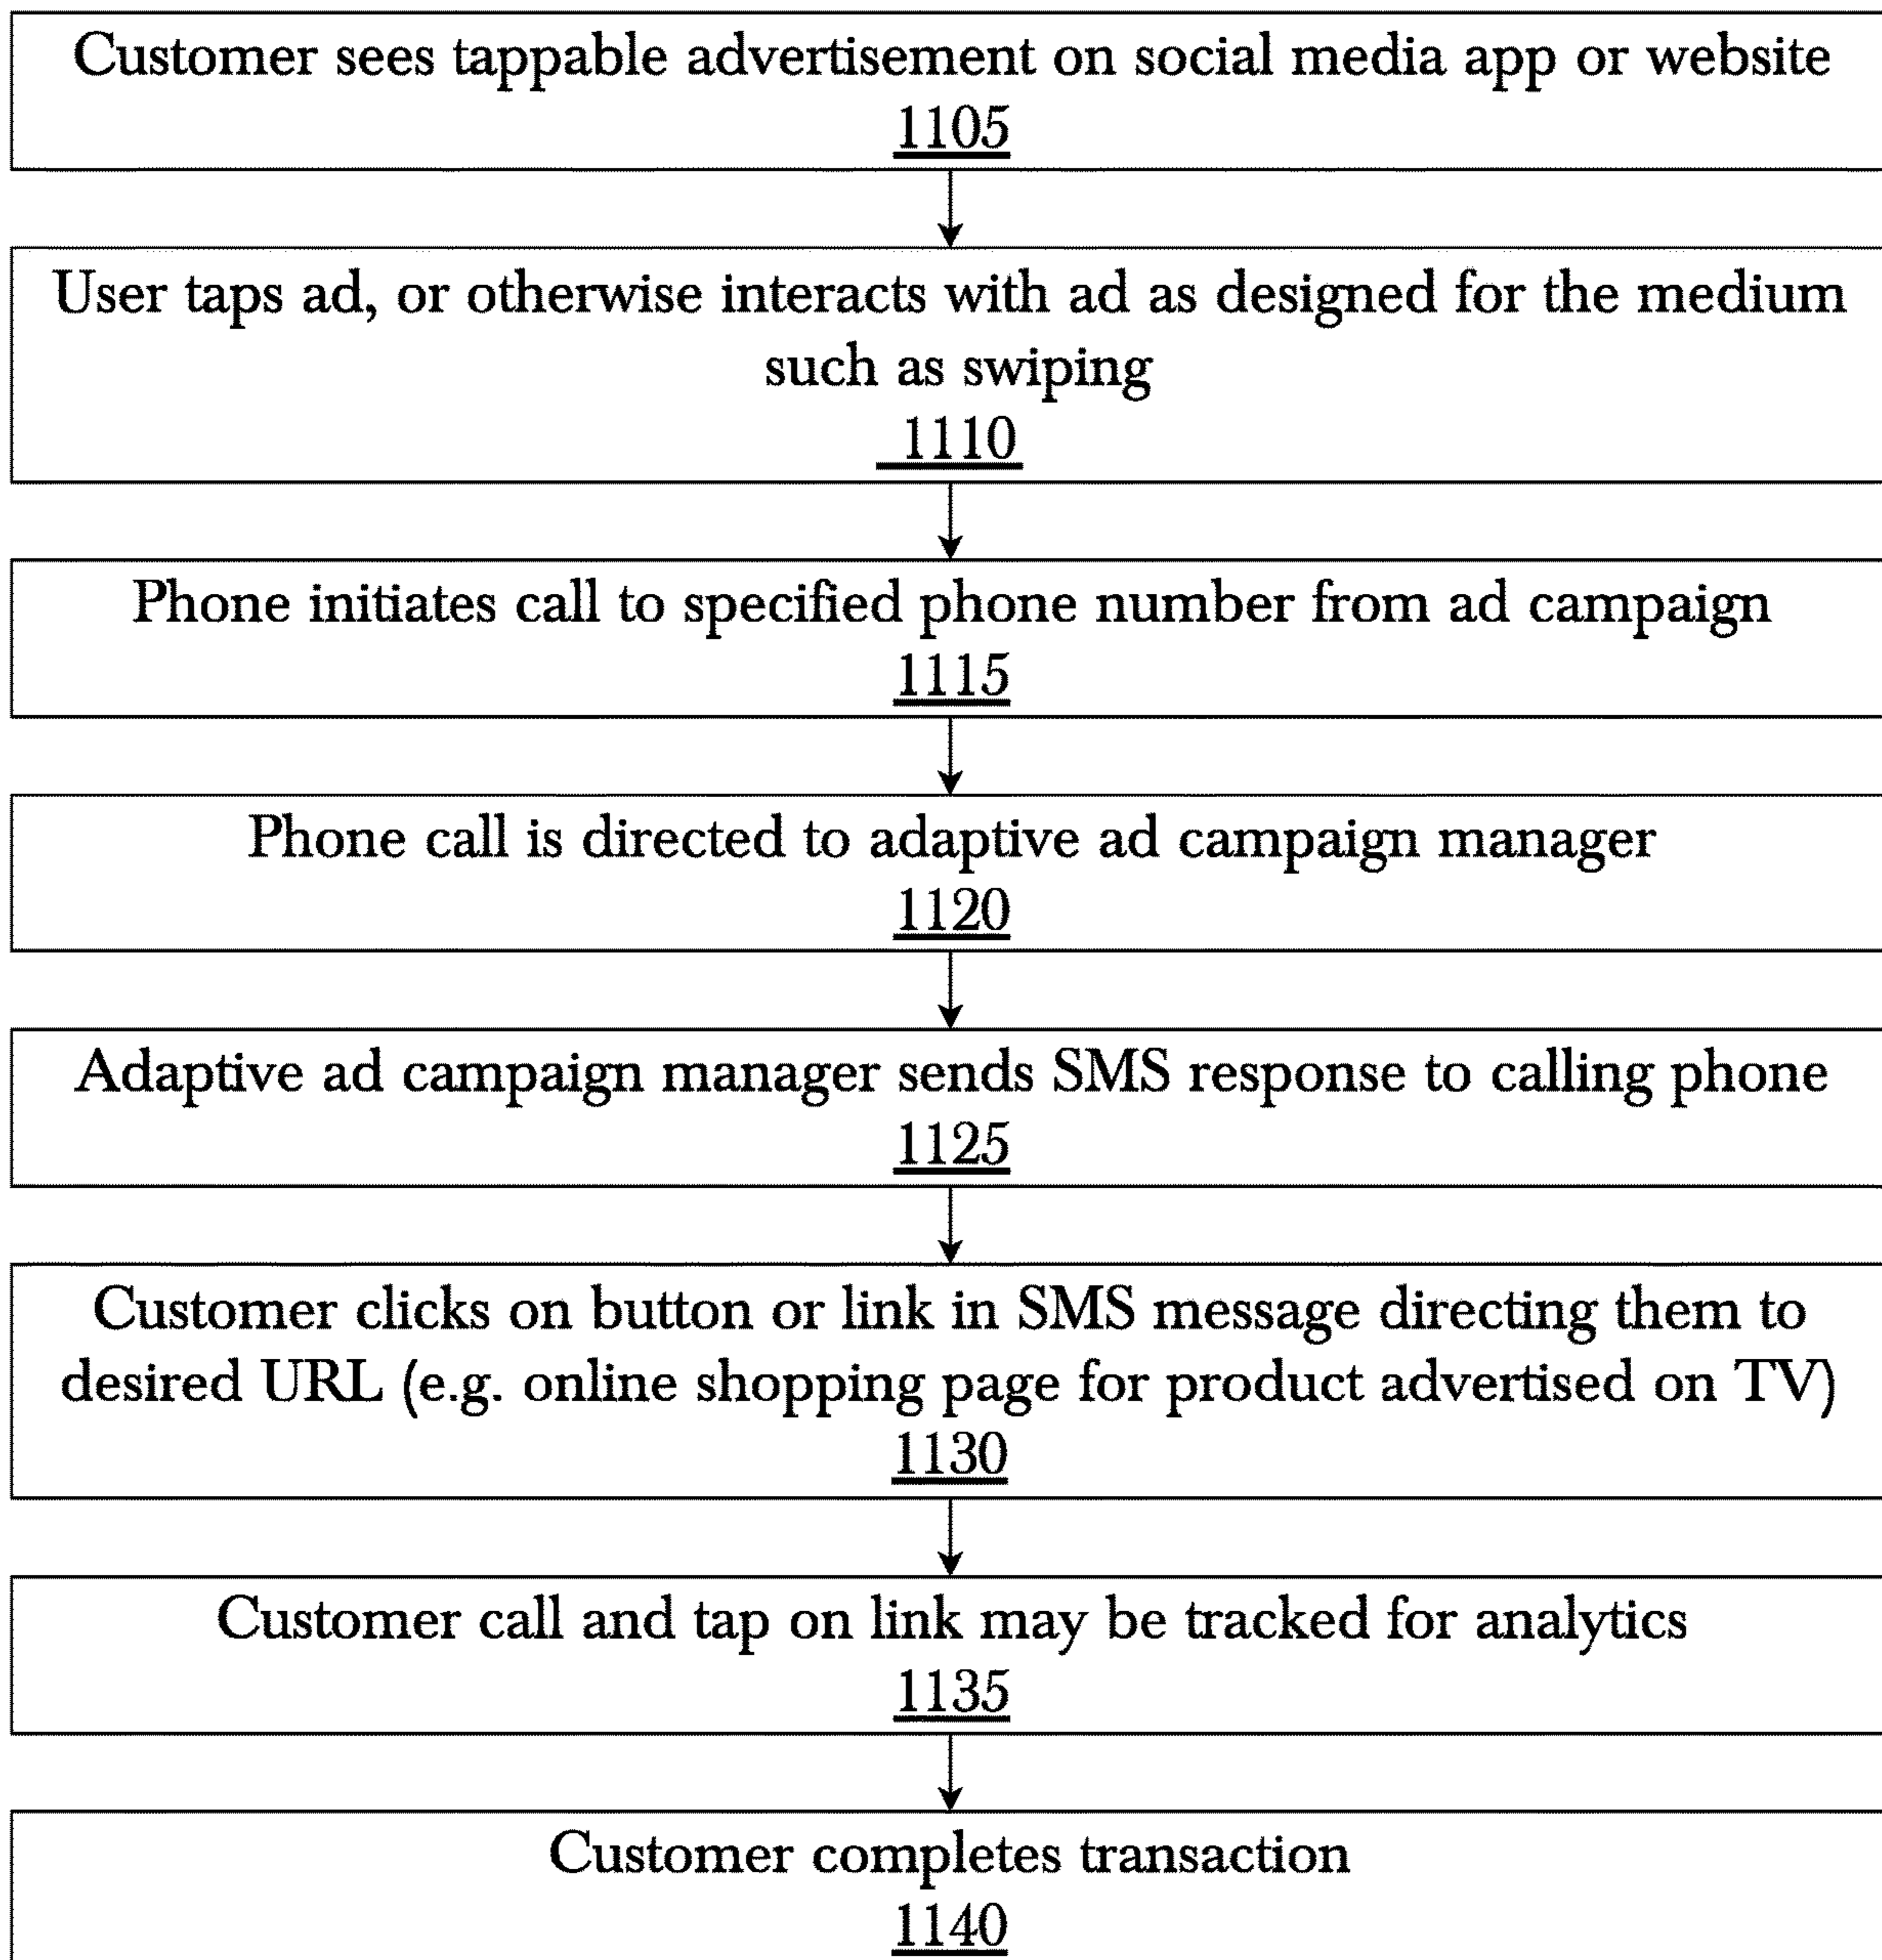 Customer sees tappable advertisement on social media app or website
1105
User taps ad, or otherwise interacts with ad as designed for the medium
such as swiping
1110
Phone initiates call to specified phone number from ad campaign
1115
Phone call is directed to adaptive ad campaign manager
1120
Adaptive ad campaign manager sends SMS response to calling phone
1125
Customer clicks on button or link in SMS message directing them to
desired URL (e.g. online shopping page for product advertised on TV)
1130
Customer call and tap on link may be tracked for analytics
1135
Customer completes transaction
1140